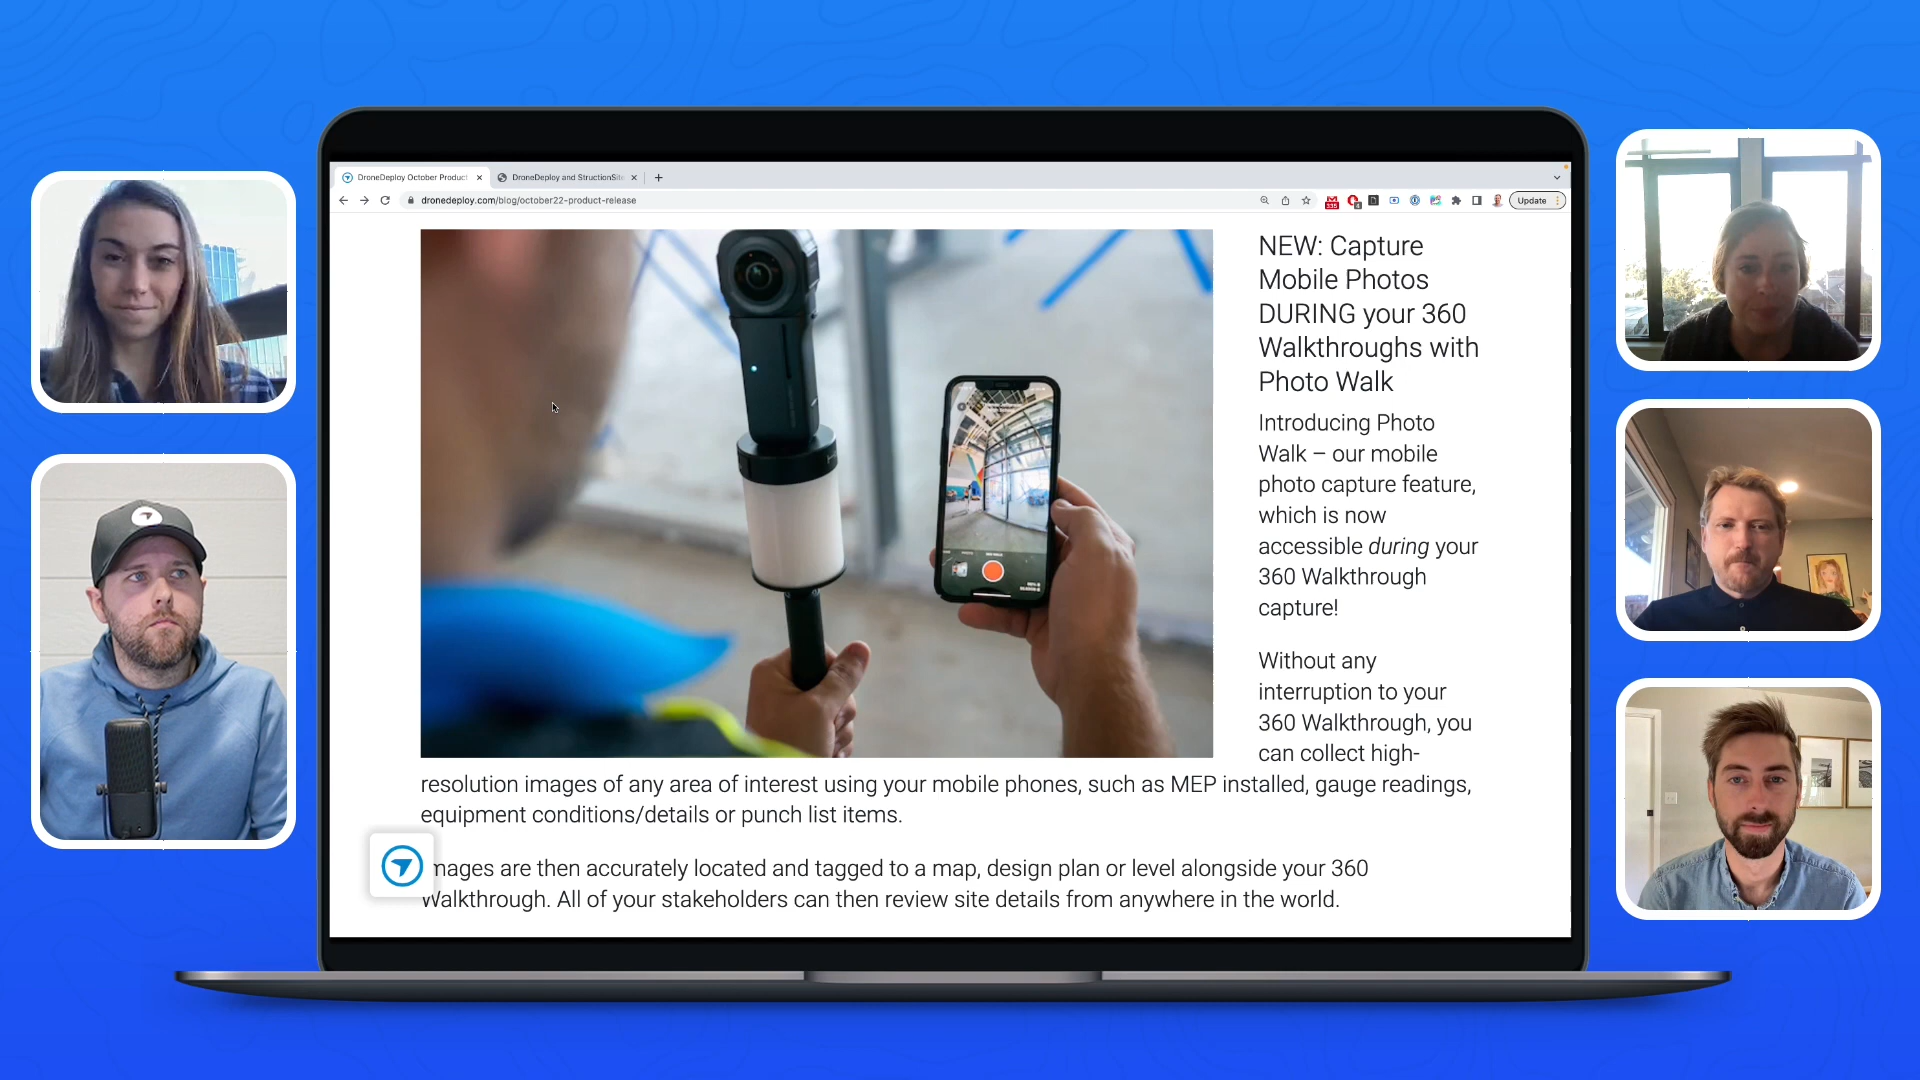 DroneDeploy October Product
DroneDeploy and StructionSite
dronedeploy.com/blog/october22-product-release
Update
NEW: Capture
Mobile Photos
DURING your 360
Walkthroughs with
Photo Walk
Introducing Photo
Walk – our mobile
photo capture feature,
which is now
accessible during your
360 Walkthrough
capture!
Without any
interruption to your
360 Walkthrough, you
can collect high-
resolution images of any area of interest using your mobile phones, such as MEP installed, gauge readings,
equipment conditions/details or punch list items.
mages are then accurately located and tagged to a map, design plan or level alongside your 360
Walkthrough. All of your stakeholders can then review site details from anywhere in the world.